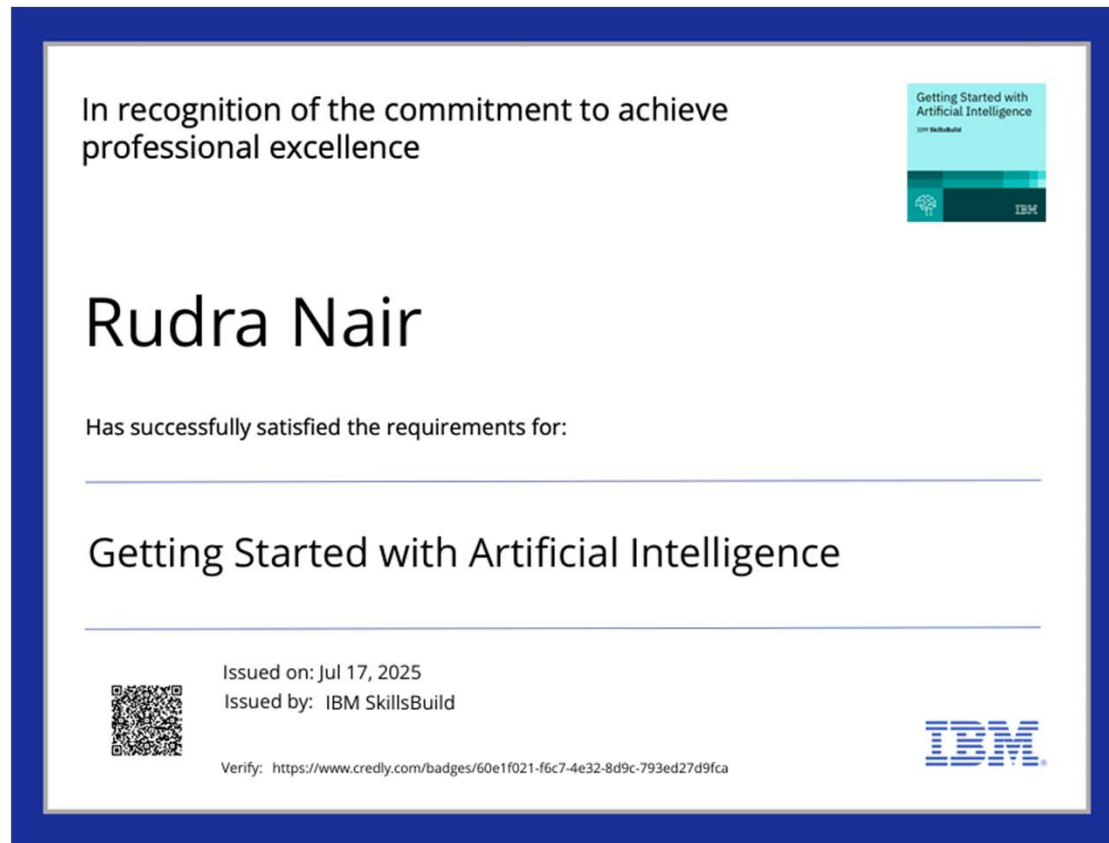 In recognition of the commitment to achieve
professional excellence
Getting Started with
Artificial Intelligence
IBM SkillsBuild
IBM
Rudra Nair
Has successfully satisfied the requirements for:
Getting Started with Artificial Intelligence
Issued on: Jul 17, 2025
Issued by: IBM SkillsBuild
Verify: https://www.credly.com/badges/60e1f021-f6c7-4e32-8d9c-793ed27d9fca
IBM.